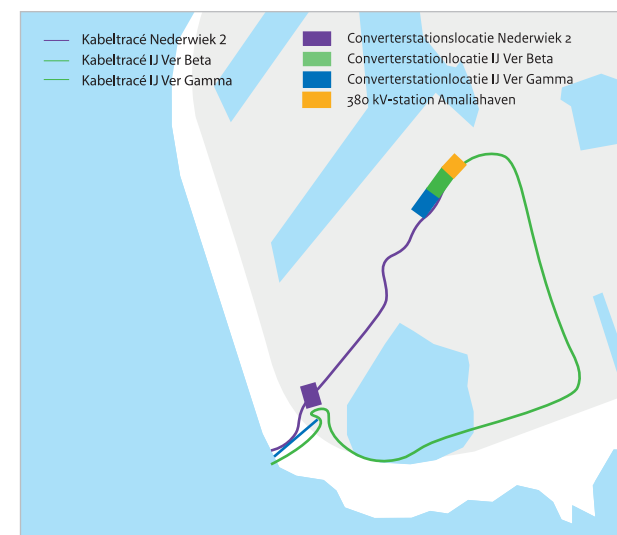 Kabeltracé Nederwiek 2
Kabeltracé IJ Ver Beta
Kabeltracé IJ Ver Gamma
Converterstationslocatie Nederwiek 2
Converterstationlocatie IJ Ver Beta
Converterstationlocatie IJ Ver Gamma
380 kV-station Amaliahaven